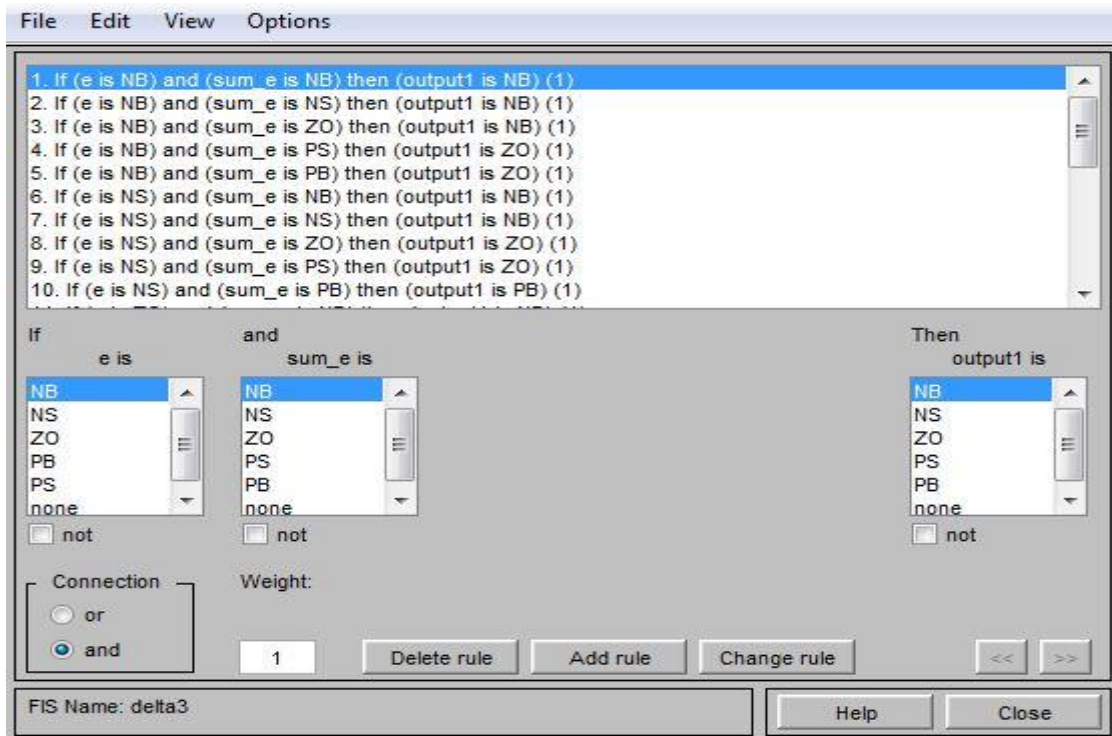 File Edit View Options
1. If (e is NB) and (sum_e is NB) then (output1 is NB) (1)
2. If (e is NB) and (sum_e is NS) then (output1 is NB) (1)
3. If (e is NB) and (sum_e is ZO) then (output1 is NB) (1)
4. If (e is NB) and (sum_e is PS) then (output1 is ZO) (1)
5. If (e is NB) and (sum_e is PB) then (output1 is ZO) (1)
6. If (e is NS) and (sum_e is NB) then (output1 is NB) (1)
7. If (e is NS) and (sum_e is NS) then (output1 is NB) (1)
8. If (e is NS) and (sum_e is ZO) then (output1 is ZO) (1)
9. If (e is NS) and (sum_e is PS) then (output1 is ZO) (1)
10. If (e is NS) and (sum_e is PB) then (output1 is PB) (1)
If and Then
e is sum_e is output1 is
NB NB NB
NS NS NS
ZO ZO ZO
PB PS PS
PS PB PB
none none none
not not not
Connection Weight:
or
and 1 Delete rule Add rule Change rule << >>
FIS Name: delta3 Help Close